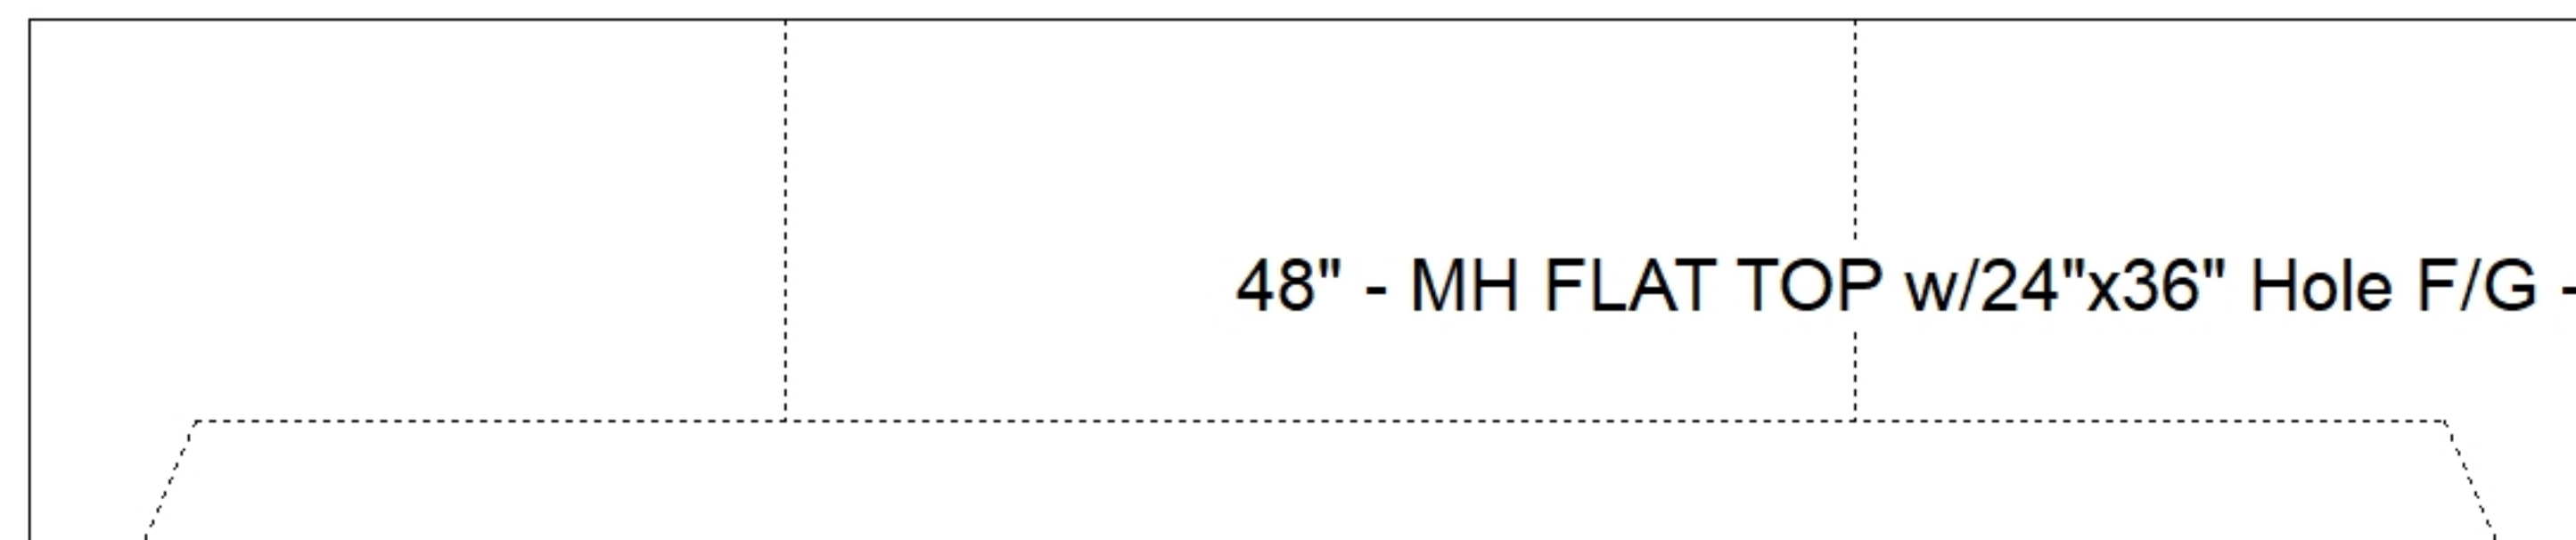 48" - MH FLAT TOP w/24"x36" Hole F/G -